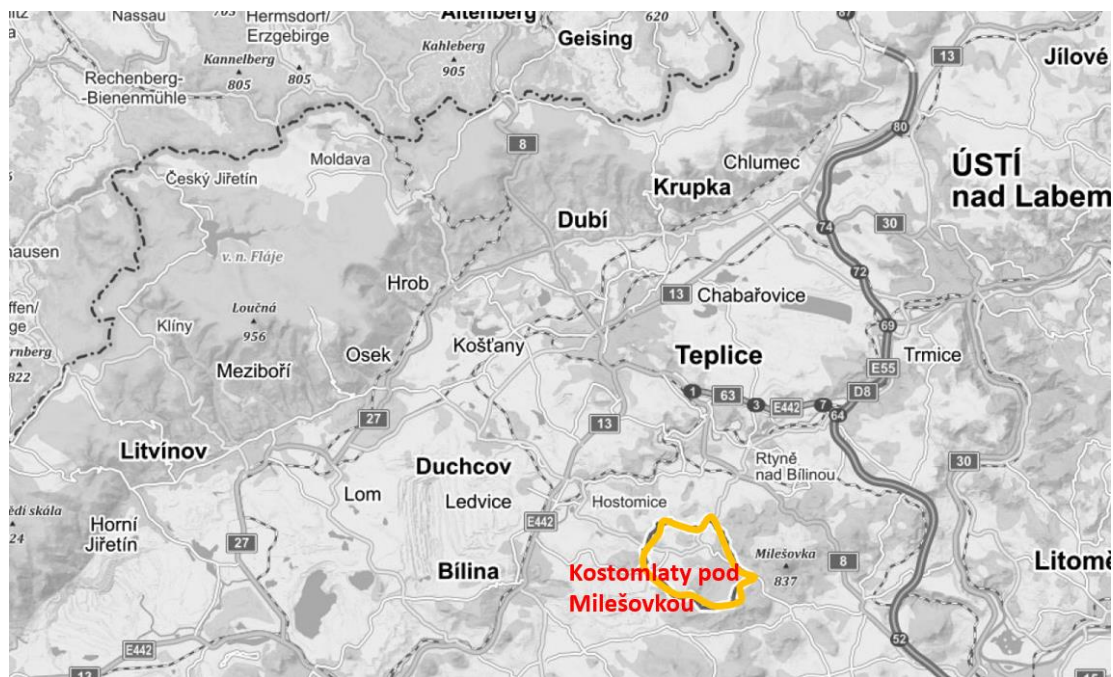 Nassau
Hermsdorf/
Erzgebirge
Altenberg
620
Geising
Kannelberg
805
805
Kahleberg
905
Rechenberg-
-Bienenmühle
13
Jílové
80
8
Moldava
Český Jiřetín
Chlumec
ÚSTÍ
nad Labem
Krupka
Dubí
74
30
v. n. Fláje
72
Hrob
13
Chabařovice
Loučná
956
Klíny
69
Osek
Košťany
Teplice
Trmice
822
Meziboří
E55
1
63
3
E442
7
D8
64
27
13
Litvínov
Duchcov
Rtyně
nad Bílinou
30
Lom
Ledvice
Hostomice
E442
Horní
Jiřetín
27
Milešovka
837
8
Bílina
Kostomlaty pod
Milešovkou
52
E442
13